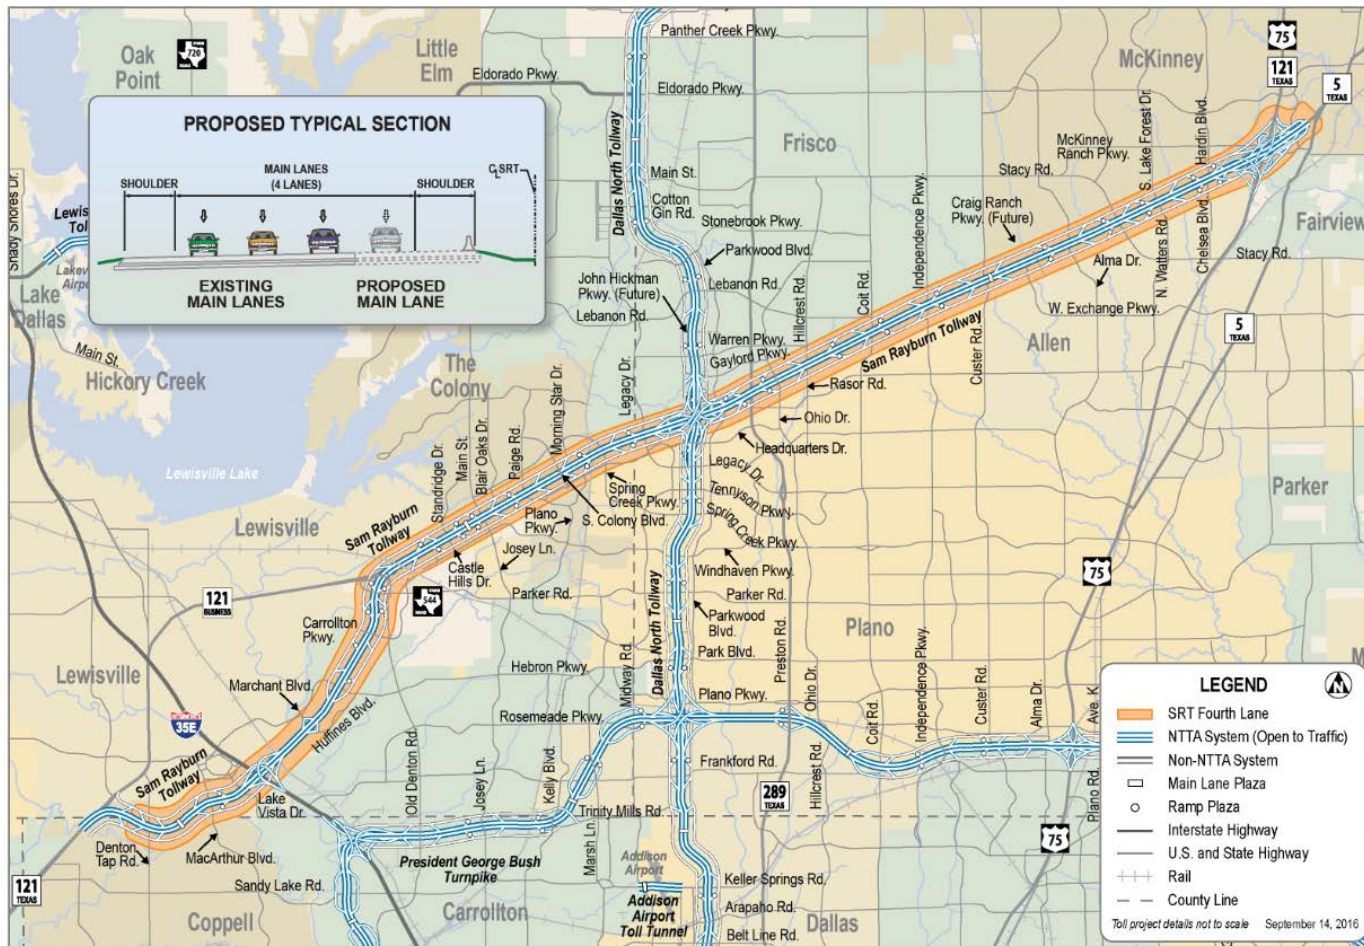 Panther Creek Pkwy.
75
McKinney
121
TEXAS
5
TEXAS
Oak
Point
720
Little
Elm
Eldorado Pkwy.
Eldorado Pkwy.
PROPOSED TYPICAL SECTION
MAIN LANES
(4 LANES)
SHOULDER
SHOULDER
CL SRT
EXISTING
MAIN LANES
PROPOSED
MAIN LANE
Dallas North Tollway
Frisco
Main St.
Cotton
Gin Rd.
Stonebrook Pkwy.
Parkwood Blvd.
John Hickman
Pkwy. (Future)
Lebanon Rd.
Lebanon Rd.
Warren Pkwy.
Gaylord Pkwy.
Hillcrest Rd.
Coit Rd.
Independence Pkwy.
Stacy Rd.
McKinney
Ranch Pkwy.
Craig Ranch
Pkwy. (Future)
S. Lake Forest Dr.
Hardin Blvd.
Fairview
Stacy Rd.
Chelsea Blvd.
N. Watters Rd.
Alma Dr.
W. Exchange Pkwy.
5
TEXAS
Allen
Custer Rd.
Sam Rayburn Tollway
Rasor Rd.
Ohio Dr.
Headquarters Dr.
Shady Shores Dr.
Lake
Dallas
Main St.
Hickory Creek
The
Colony
Lewisville Lake
Lewisville
Sam Rayburn
Tollway
Standridge Dr.
Main St.
Blair Oaks Dr.
Paige Rd.
Morning Star Dr.
Legacy Dr.
Spring
Creek Pkwy.
S. Colony Blvd.
Plano
Pkwy.
Josey Ln.
Castle
Hills Dr.
544
Parker Rd.
Legacy Dr.
Tennyson Pkwy.
Spring Creek Pkwy.
Windhaven Pkwy.
Parker Rd.
Parkwood
Blvd.
Park Blvd.
Parker
75
Plano
121
BUSINESS
Carrollton
Pkwy.
Lewisville
Marchant Blvd.
35E
Huffines Blvd.
Sam Rayburn
Tollway
Lake
Vista Dr.
Denton
Tap Rd.
MacArthur Blvd.
121
TEXAS
Sandy Lake Rd.
Coppell
Hebron Pkwy.
Rosemeade Pkwy.
Midway Rd.
Dallas North Tollway
Plano Pkwy.
Preston Rd.
Ohio Dr.
Coit Rd.
Independence Pkwy.
Custer Rd.
Alma Dr.
Ave. K
Plano Rd.
Old Denton Rd.
Josey Ln.
Kelly Blvd.
Frankford Rd.
289
TEXAS
Hillcrest Rd.
Trinity Mills Rd.
Marsh Ln.
President George Bush
Turnpike
Carrollton
Addison
Airport
Addison
Airport
Toll Tunnel
Keller Springs Rd.
Arapaho Rd.
Belt Line Rd.
Dallas
75
LEGEND
N
SRT Fourth Lane
NTTA System (Open to Traffic)
Non-NTTA System
Main Lane Plaza
Ramp Plaza
Interstate Highway
U.S. and State Highway
Rail
County Line
Toll project details not to scale September 14, 2016